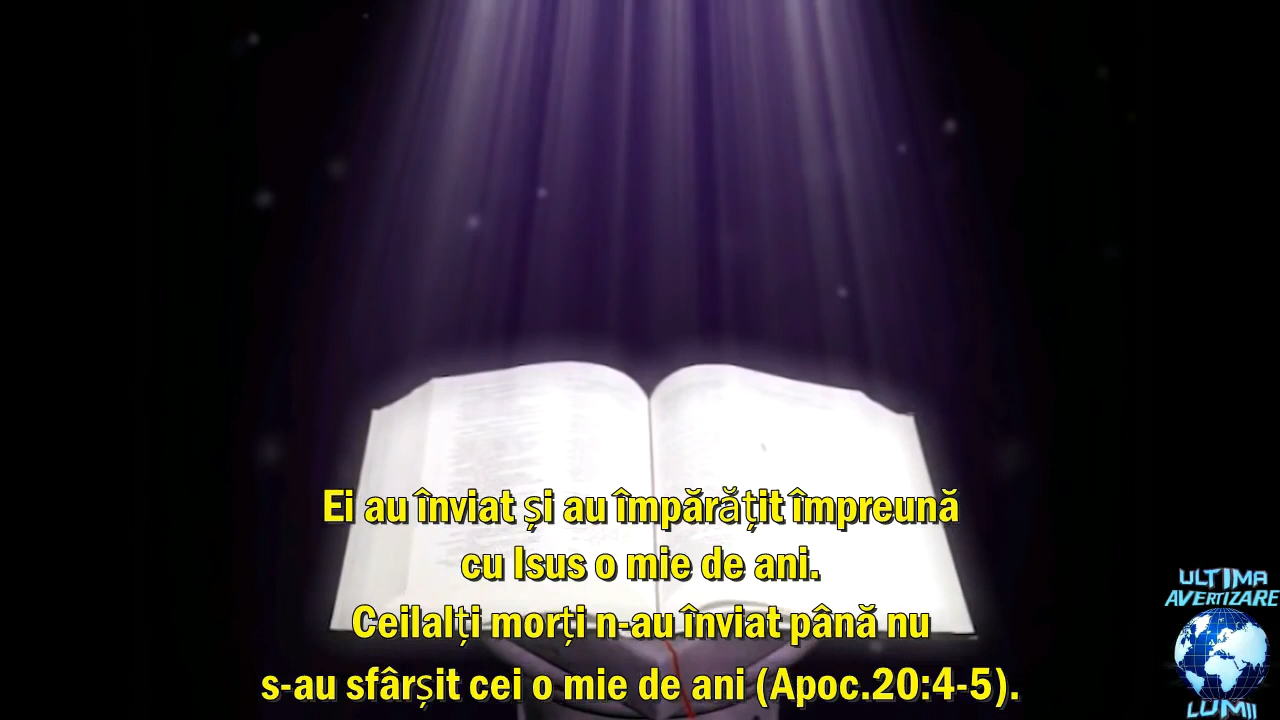 Ei au înviat și au împărățit împreună
cu Isus o mie de ani.
Ceilalți morți n-au înviat până nu
s-au sfârșit cei o mie de ani (Apoc.20:4-5).
ULTIMA
AVERTIZARE
LUMII